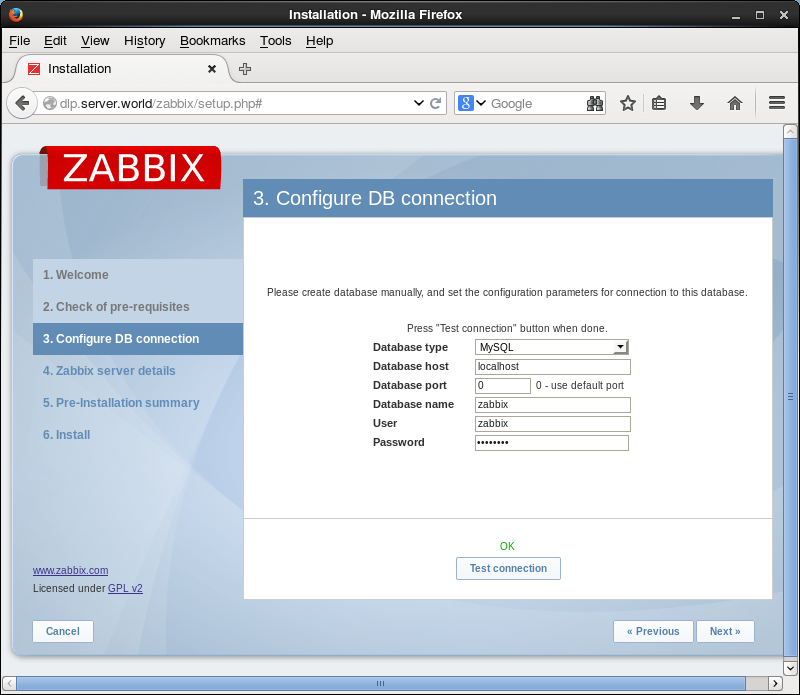 Installation - Mozilla Firefox
File Edit View History Bookmarks Tools Help
Installation
dlp.server.world/zabbix/setup.php#
8 Google
ZABBIX
3. Configure DB connection
1. Welcome
2. Check of pre-requisites
3. Configure DB connection
4. Zabbix server details
5. Pre-Installation summary
6. Install
Please create database manually, and set the configuration parameters for connection to this database.
Press "Test connection" button when done.
Database type MySQL
Database host localhost
Database port 0 0 - use default port
Database name zabbix
User zabbix
Password ••••••••
OK
Test connection
www.zabbix.com
Licensed under GPL v2
Cancel
« Previous Next »